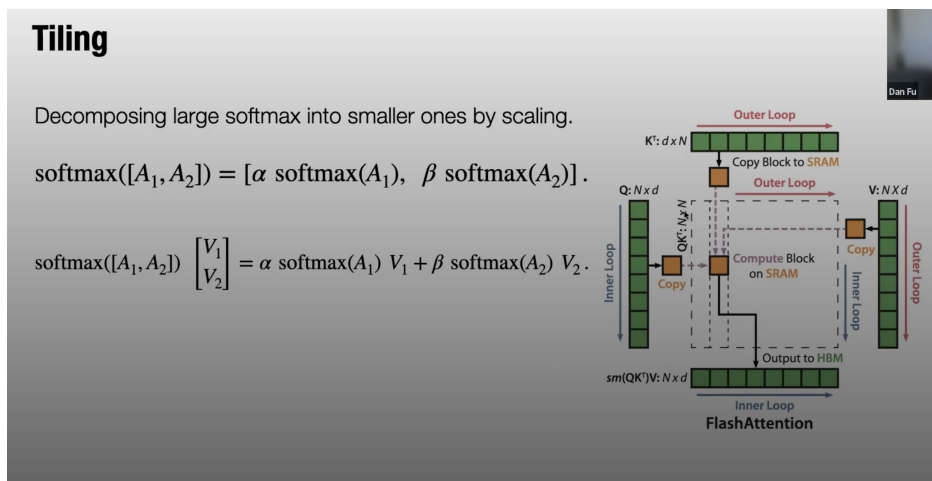 Tiling
Dan Fu
Decomposing large softmax into smaller ones by scaling.
softmax([A₁, A₂]) = [α softmax(A₁), β softmax(A₂)] .
softmax([A₁, A₂]) [V₁ V₂] = α softmax(A₁) V₁ + β softmax(A₂) V₂ .
Outer Loop
Kᵀ: d x N
Copy Block to SRAM
Outer Loop
Q: N x d
V: N X d
QKᵀ: N x N
Copy
Compute Block
on SRAM
Copy
Inner Loop
Inner Loop
Outer Loop
Output to HBM
sm(QKᵀ)V: N x d
Inner Loop
FlashAttention